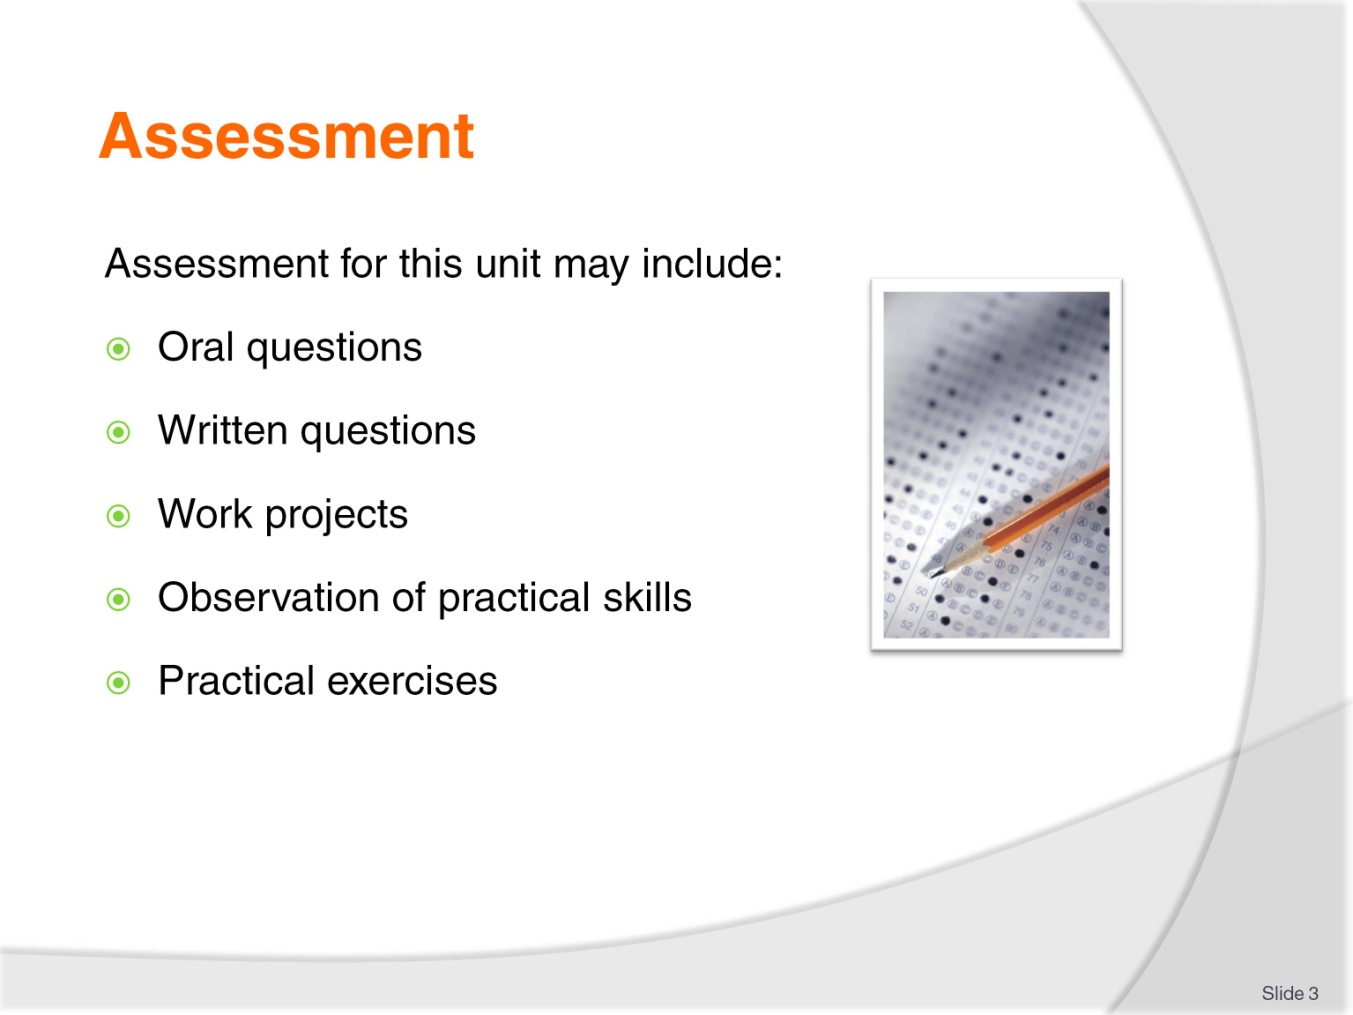 Assessment
Assessment for this unit may include:
Oral questions
Written questions
Work projects
Observation of practical skills
Practical exercises
Slide 3